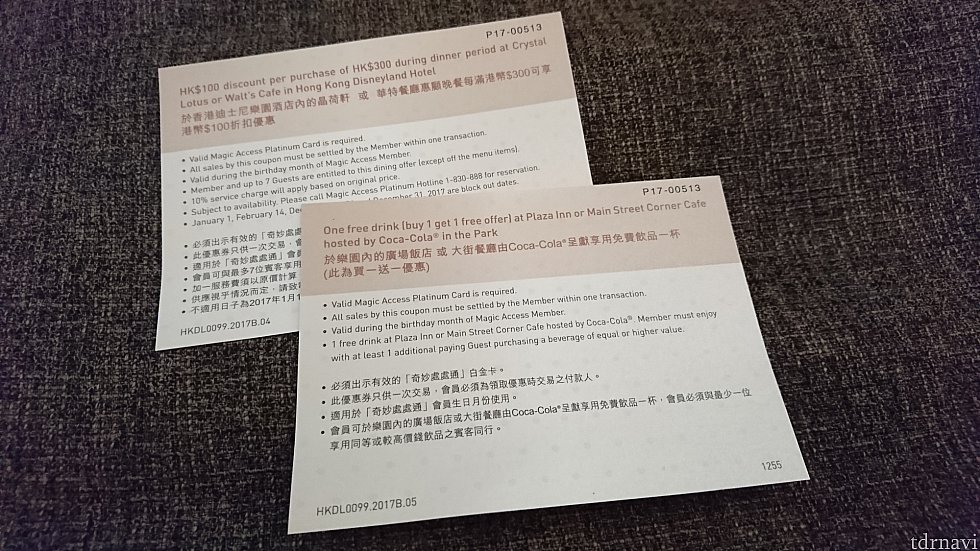 P17-00513
HK$100 discount per purchase of HK$300 during dinner period at Crystal
Lotus or Walt's Cafe in Hong Kong Disneyland Hotel
於香港迪士尼樂園酒店內的晶荷軒 或 華特餐廳惠顧晚餐每滿港幣$300可享
港幣$100折扣優惠
• Valid Magic Access Platinum Card is required.
• All sales by this coupon must be settled by the Member within one transaction.
• Valid during the birthday month of Magic Access Member.
• Member and up to 7 Guests are entitled to this dining offer (except off the menu items).
• 10% service charge will apply based on original price.
• Subject to availability. Please call Magic Access Platinum Hotline 1-830-888 for reservation.
• January 1, February 14, December 31, 2017 are block out dates.
• 必須出示有效的「奇妙處處
• 此優惠券只供一次交易，會
• 適用於「奇妙處處通」會員
• 會員可與最多7位賓客享用
• 加一服務費以原價計算
• 供應視乎情況而定，請致
• 不適用日子為2017年1月1
HKDL0099.2017B.04
P17-00513
One free drink (buy 1 get 1 free offer) at Plaza Inn or Main Street Corner Cafe
hosted by Coca-Cola® in the Park
於樂園內的廣場飯店 或 大街餐廳由Coca-Cola®呈獻享用免費飲品一杯
(此為買一送一優惠)
• Valid Magic Access Platinum Card is required.
• All sales by this coupon must be settled by the Member within one transaction.
• Valid during the birthday month of Magic Access Member.
• 1 free drink at Plaza Inn or Main Street Corner Cafe hosted by Coca-Cola®. Member must enjoy
with at least 1 additional paying Guest purchasing a beverage of equal or higher value.
• 必須出示有效的「奇妙處處通」白金卡。
• 此優惠券只供一次交易，會員必須為領取優惠時交易之付款人。
• 適用於「奇妙處處通」會員生日月份使用。
• 會員可於樂園內的廣場飯店或大街餐廳由Coca-Cola®呈獻享用免費飲品一杯，會員必須與最少一位
享用同等或較高價錢飲品之賓客同行。
1255
HKDL0099.2017B.05
tdrnavi